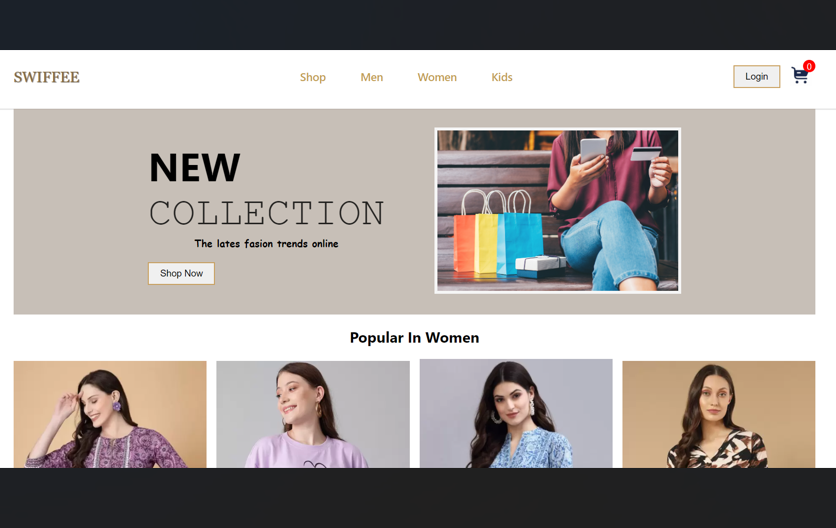 SWIFFEE
Shop Men Women Kids
Login
0
NEW
COLLECTION
The lates fasion trends online
Shop Now
Popular In Women